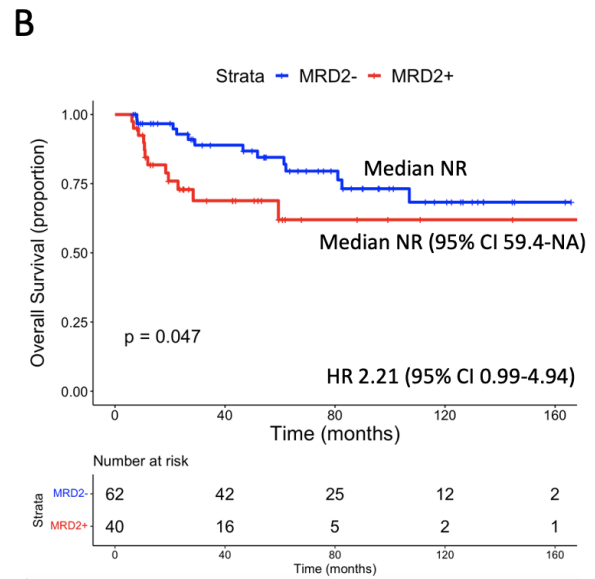 B
Strata MRD2- MRD2+
Overall Survival (proportion)
1.00
0.75
0.50
0.25
0.00
Median NR
Median NR (95% CI 59.4-NA)
p = 0.047
HR 2.21 (95% CI 0.99-4.94)
0 40 80 120 160
Time (months)
Number at risk
Strata
MRD2- 62 42 25 12 2
MRD2+ 40 16 5 2 1
0 40 80 120 160
Time (months)